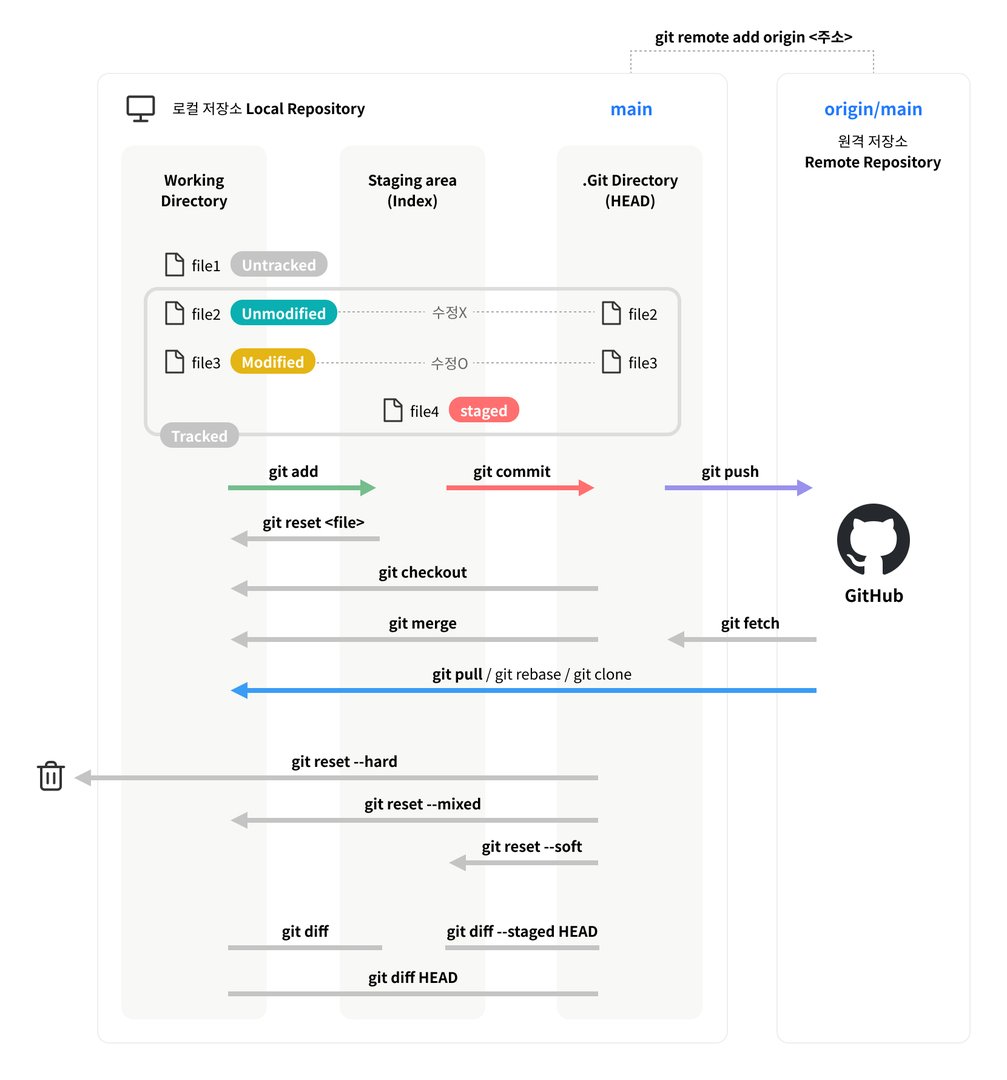 git remote add origin <주소>
로컬 저장소 Local Repository
main
origin/main
원격 저장소
Remote Repository
Working
Directory
Staging area
(Index)
.Git Directory
(HEAD)
file1 Untracked
file2 Unmodified 수정X file2
file3 Modified 수정O file3
file4 staged
Tracked
git add
git commit
git push
git reset <file>
git checkout
GitHub
git merge
git fetch
git pull / git rebase / git clone
git reset --hard
git reset --mixed
git reset --soft
git diff
git diff --staged HEAD
git diff HEAD